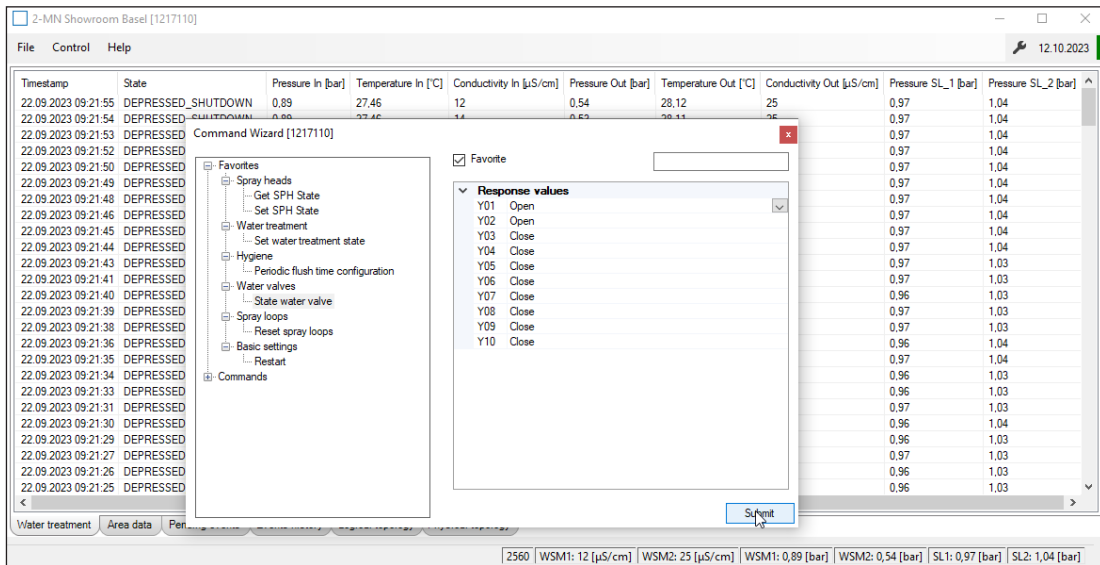 2-MN Showroom Basel [1217110]
File Control Help 12.10.2023
Timestamp State Pressure In [bar] Temperature In [°C] Conductivity In [µS/cm] Pressure Out [bar] Temperature Out [°C] Conductivity Out [µS/cm] Pressure SL_1 [bar] Pressure SL_2 [bar]
22.09.2023 09:21:55 DEPRESSED_SHUTDOWN 0,89 27,46 12 0,54 28,12 25 0,97 1,04
22.09.2023 09:21:54 DEPRESSED_SHUTDOWN 0,89 27,46 14 0,53 28,11 25 0,97 1,04
22.09.2023 09:21:53 DEPRESSED 0,97 1,04
22.09.2023 09:21:52 DEPRESSED 0,97 1,04
22.09.2023 09:21:50 DEPRESSED 0,97 1,04
22.09.2023 09:21:49 DEPRESSED 0,97 1,04
22.09.2023 09:21:48 DEPRESSED 0,97 1,04
22.09.2023 09:21:46 DEPRESSED 0,97 1,04
22.09.2023 09:21:45 DEPRESSED 0,97 1,04
22.09.2023 09:21:44 DEPRESSED 0,97 1,04
22.09.2023 09:21:43 DEPRESSED 0,97 1,04
22.09.2023 09:21:41 DEPRESSED 0,97 1,03
22.09.2023 09:21:40 DEPRESSED 0,96 1,03
22.09.2023 09:21:39 DEPRESSED 0,97 1,03
22.09.2023 09:21:38 DEPRESSED 0,97 1,03
22.09.2023 09:21:36 DEPRESSED 0,96 1,04
22.09.2023 09:21:35 DEPRESSED 0,97 1,04
22.09.2023 09:21:34 DEPRESSED 0,96 1,03
22.09.2023 09:21:33 DEPRESSED 0,96 1,03
22.09.2023 09:21:31 DEPRESSED 0,97 1,03
22.09.2023 09:21:30 DEPRESSED 0,96 1,04
22.09.2023 09:21:29 DEPRESSED 0,96 1,03
22.09.2023 09:21:27 DEPRESSED 0,97 1,03
22.09.2023 09:21:26 DEPRESSED 0,96 1,03
22.09.2023 09:21:25 DEPRESSED 0,96 1,03
Command Wizard [1217110]
Favorites
Spray heads
Get SPH State
Set SPH State
Water treatment
Set water treatment state
Hygiene
Periodic flush time configuration
Water valves
State water valve
Spray loops
Reset spray loops
Basic settings
Restart
Commands
Favorite
Response values
Y01 Open
Y02 Open
Y03 Close
Y04 Close
Y05 Close
Y06 Close
Y07 Close
Y08 Close
Y09 Close
Y10 Close
Submit
Water treatment Area data
2560 WSM1: 12 [µS/cm] WSM2: 25 [µS/cm] WSM1: 0,89 [bar] WSM2: 0,54 [bar] SL1: 0,97 [bar] SL2: 1,04 [bar]